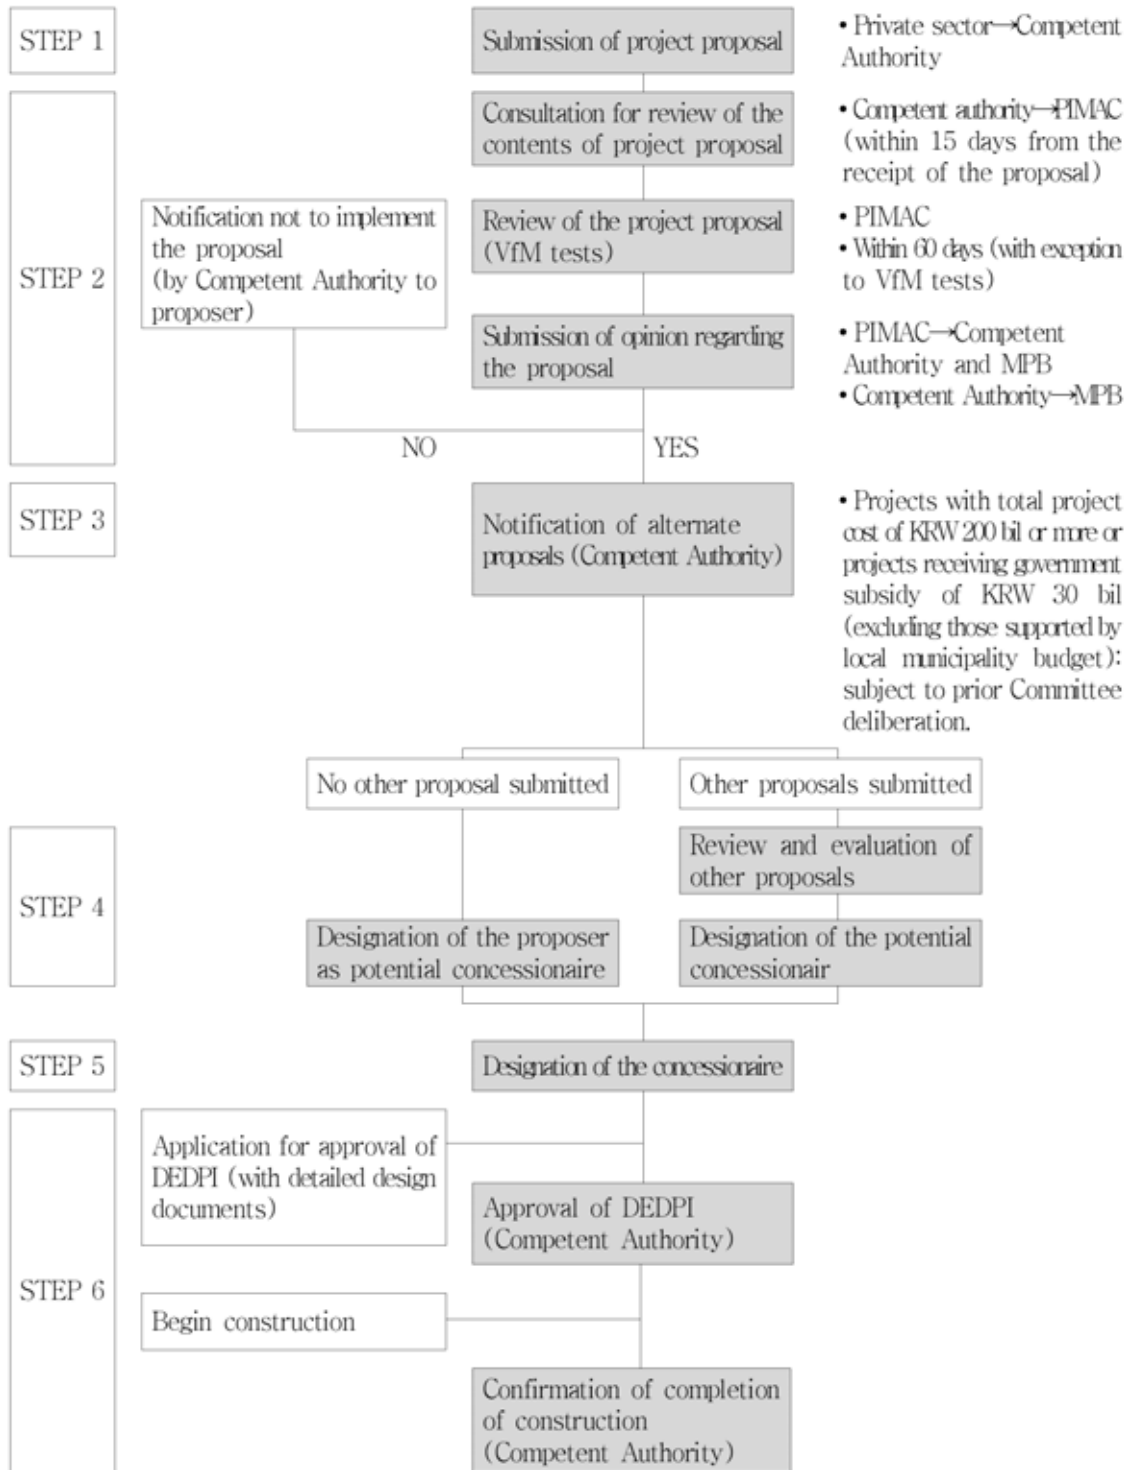 STEP 1
Submission of project proposal
• Private sector→Competent
Authority
STEP 2
Consultation for review of the
contents of project proposal
• Competent authority→PIMAC
(within 15 days from the
receipt of the proposal)
Notification not to implement
the proposal
(by Competent Authority to
proposer)
Review of the project proposal
(VfM tests)
• PIMAC
• Within 60 days (with exception
to VfM tests)
Submission of opinion regarding
the proposal
• PIMAC→Competent
Authority and MPB
• Competent Authority→MPB
NO
YES
STEP 3
Notification of alternate
proposals (Competent Authority)
• Projects with total project
cost of KRW 200 bil or more or
projects receiving government
subsidy of KRW 30 bil
(excluding those supported by
local municipality budget):
subject to prior Committee
deliberation.
No other proposal submitted
Other proposals submitted
STEP 4
Review and evaluation of
other proposals
Designation of the proposer
as potential concessionaire
Designation of the potential
concessionair
STEP 5
Designation of the concessionaire
STEP 6
Application for approval of
DEDPI (with detailed design
documents)
Approval of DEDPI
(Competent Authority)
Begin construction
Confirmation of completion
of construction
(Competent Authority)